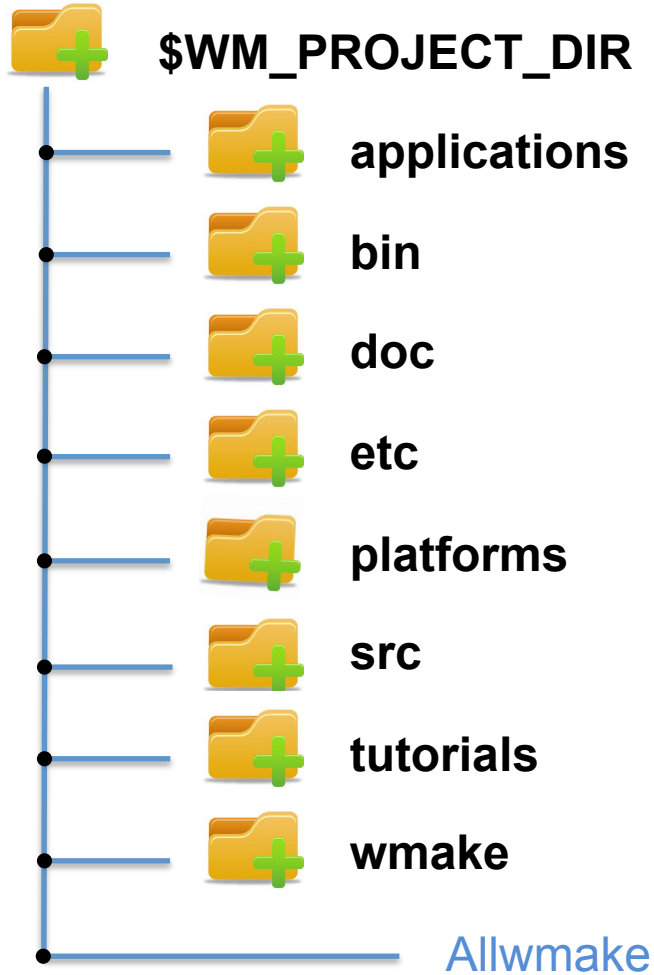 $WM_PROJECT_DIR
applications
bin
doc
etc
platforms
src
tutorials
wmake
Allwmake